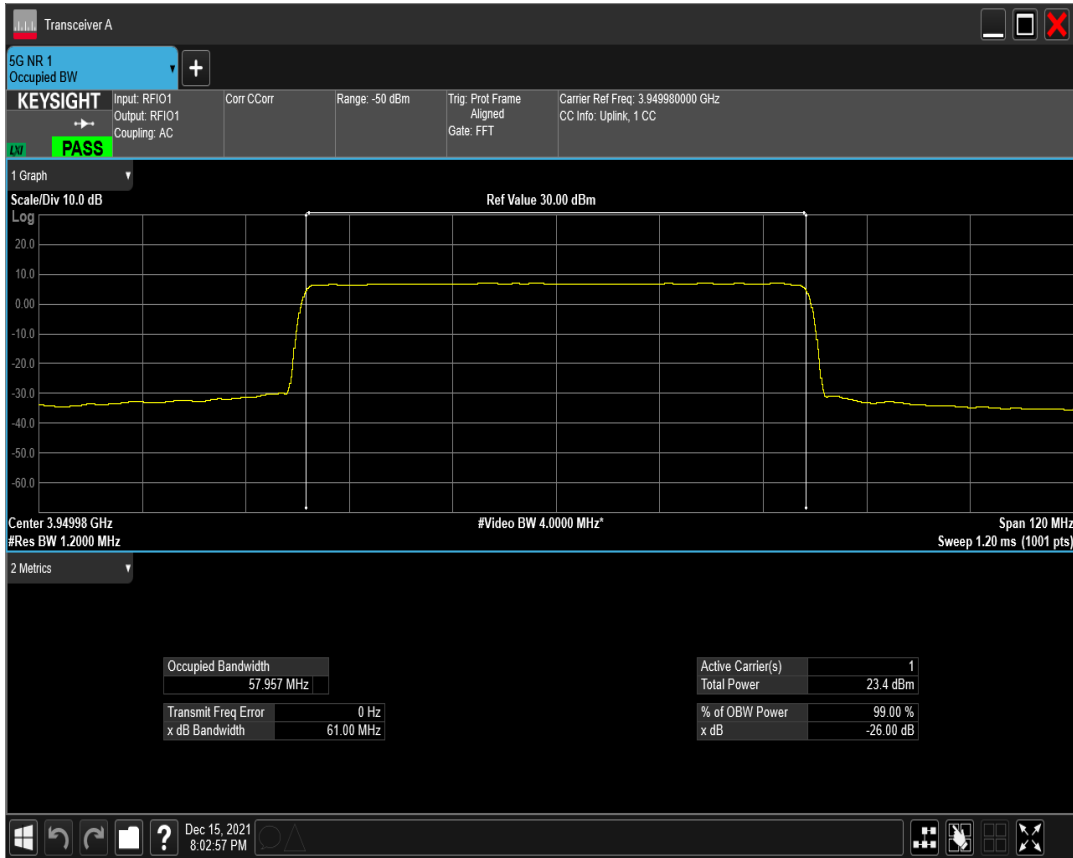 Transceiver A
5G NR 1
Occupied BW
KEYSIGHT
LXI
PASS
Input: RFIO1
Output: RFIO1
Coupling: AC
Corr CCorr
Range: -50 dBm
Trig: Prot Frame
Aligned
Gate: FFT
Carrier Ref Freq: 3.949980000 GHz
CC Info: Uplink, 1 CC
1 Graph
Scale/Div 10.0 dB
Ref Value 30.00 dBm
Log
20.0
10.0
0.00
-10.0
-20.0
-30.0
-40.0
-50.0
-60.0
Center 3.94998 GHz
#Video BW 4.0000 MHz*
Span 120 MHz
#Res BW 1.2000 MHz
Sweep 1.20 ms (1001 pts)
2 Metrics
Occupied Bandwidth
57.957 MHz
Transmit Freq Error 0 Hz
x dB Bandwidth 61.00 MHz
Active Carrier(s) 1
Total Power 23.4 dBm
% of OBW Power 99.00 %
x dB -26.00 dB
?
Dec 15, 2021
8:02:57 PM